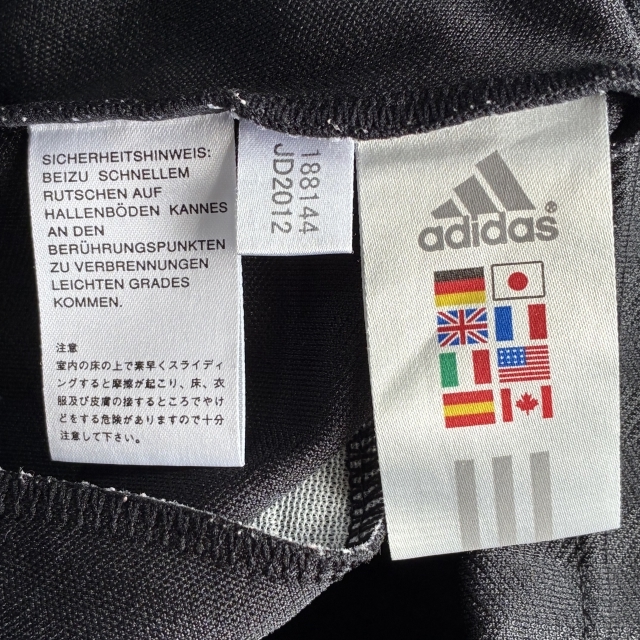 SICHERHEITSHINWEIS:
BEIZU SCHNELLEM
RUTSCHEN AUF
HALLENBÖDEN KANNES
AN DEN
BERÜHRUNGSPUNKTEN
ZU VERBRENNUNGEN
LEICHTEN GRADES
KOMMEN.
注意
室内の床の上で素早くスライディ
ングすると摩擦が起こり、床、衣
服及び皮膚の接するところでやけ
どをする危険がありますので十分
注意して下さい。
188144
JD2012
adidas®